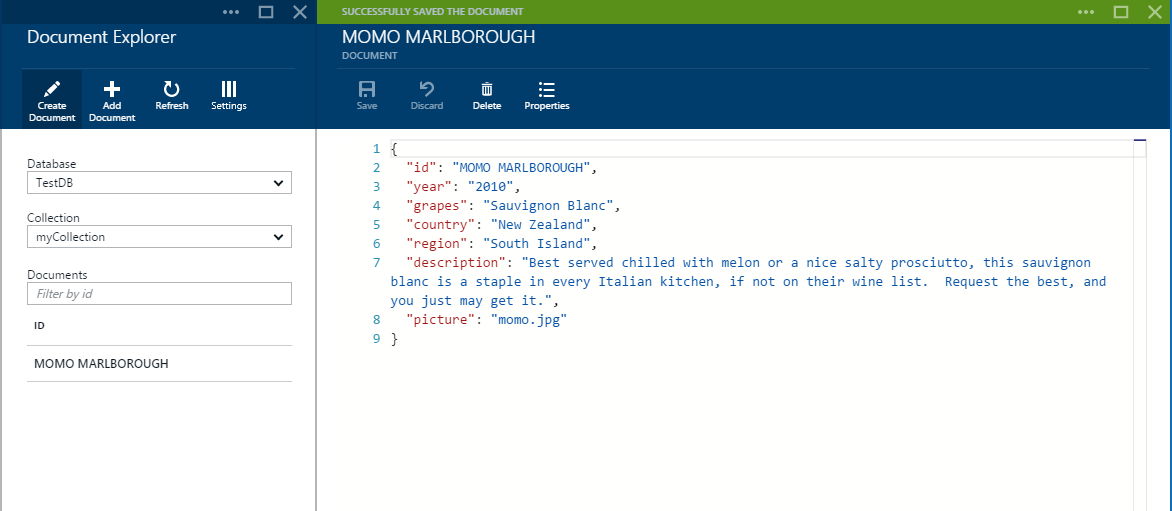 Document Explorer
Create
Document
Add
Document
Refresh
Settings
Database
TestDB
Collection
myCollection
Documents
Filter by id
ID
MOMO MARLBOROUGH
SUCCESSFULLY SAVED THE DOCUMENT
MOMO MARLBOROUGH
DOCUMENT
Save
Discard
Delete
Properties
1 {
2 "id": "MOMO MARLBOROUGH",
3 "year": "2010",
4 "grapes": "Sauvignon Blanc",
5 "country": "New Zealand",
6 "region": "South Island",
7 "description": "Best served chilled with melon or a nice salty prosciutto, this sauvignon
blanc is a staple in every Italian kitchen, if not on their wine list.  Request the best, and
you just may get it.",
8 "picture": "momo.jpg"
9 }